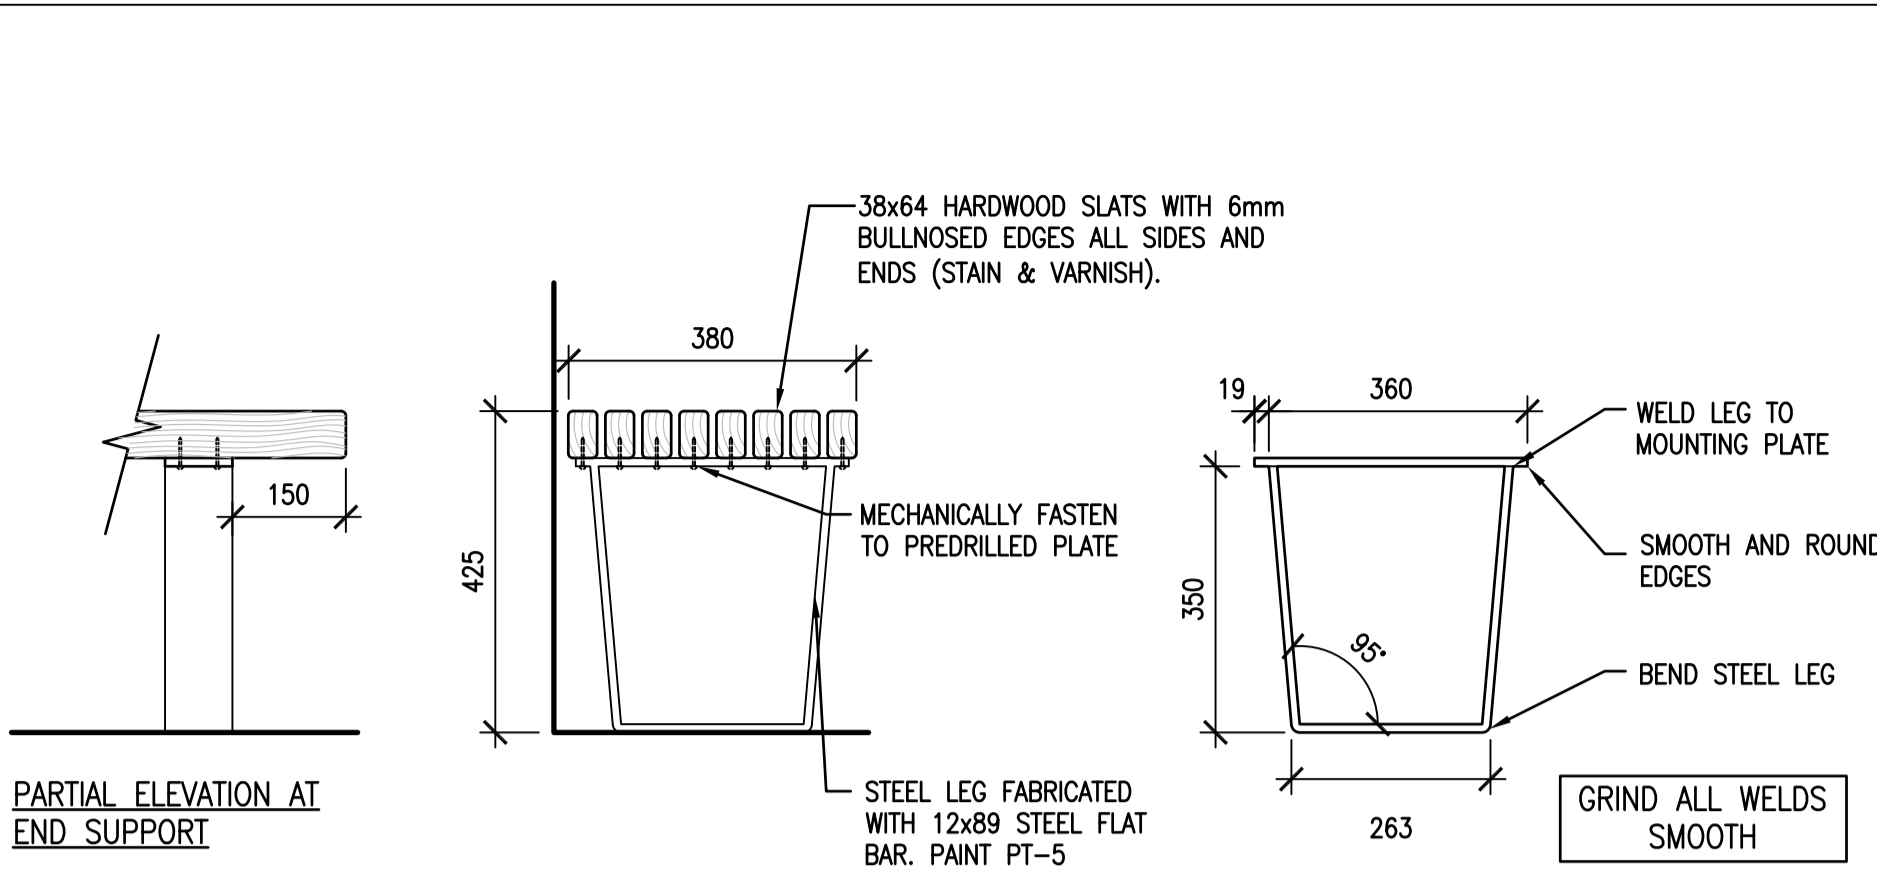 38x64 HARDWOOD SLATS WITH 6mm
BULLNOSED EDGES ALL SIDES AND
ENDS (STAIN & VARNISH).
380
150
425
MECHANICALLY FASTEN
TO PREDRILLED PLATE
STEEL LEG FABRICATED
WITH 12x89 STEEL FLAT
BAR. PAINT PT-5
PARTIAL ELEVATION AT
END SUPPORT
19
360
WELD LEG TO
MOUNTING PLATE
SMOOTH AND ROUND
EDGES
350
95°
BEND STEEL LEG
263
GRIND ALL WELDS
SMOOTH